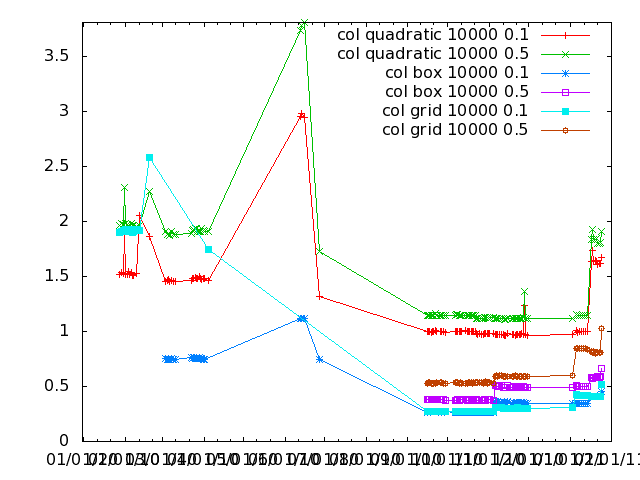 col quadratic 10000 0.1
col quadratic 10000 0.5
col box 10000 0.1
col box 10000 0.5
col grid 10000 0.1
col grid 10000 0.5
3.5
3
2.5
2
1.5
1
0.5
0